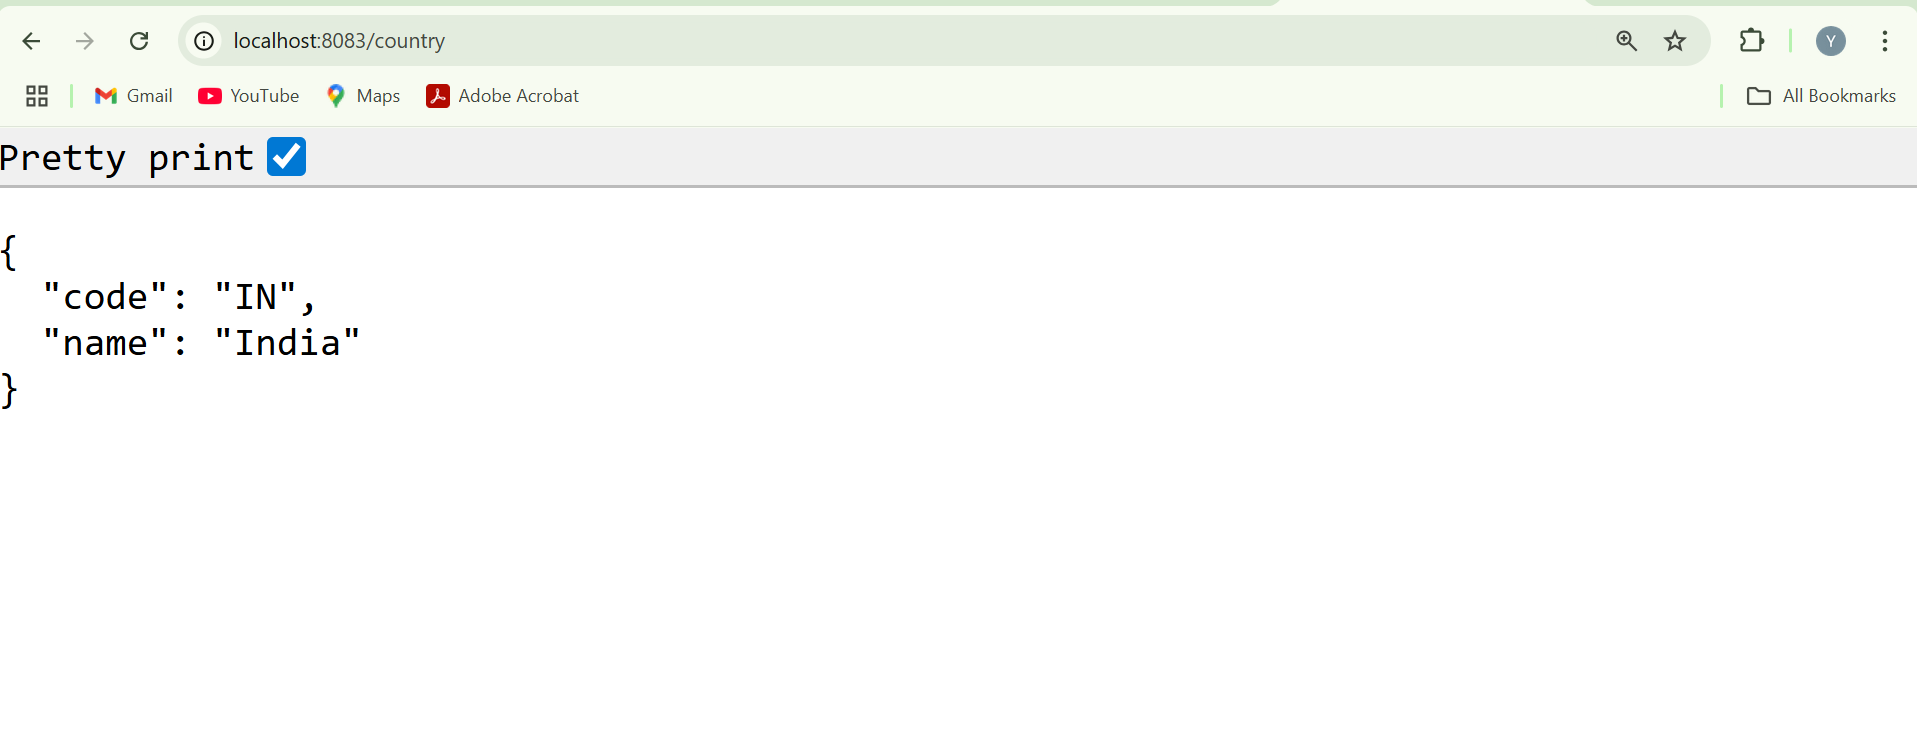 localhost:8083/country
Y
Gmail YouTube Maps Adobe Acrobat All Bookmarks
Pretty print
{
  "code": "IN",
  "name": "India"
}